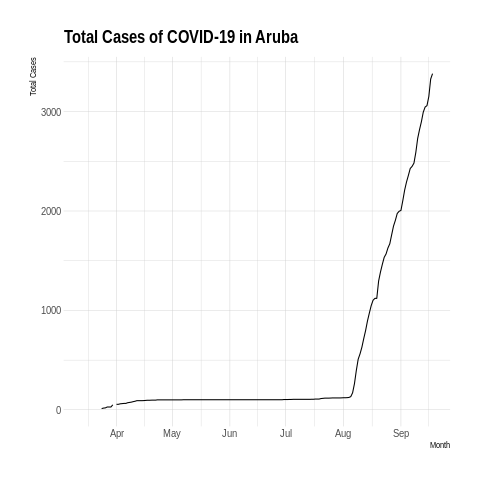 Total Cases of COVID-19 in Aruba
Total Cases
3000
2000
1000
0
Apr May Jun Jul Aug Sep
Month